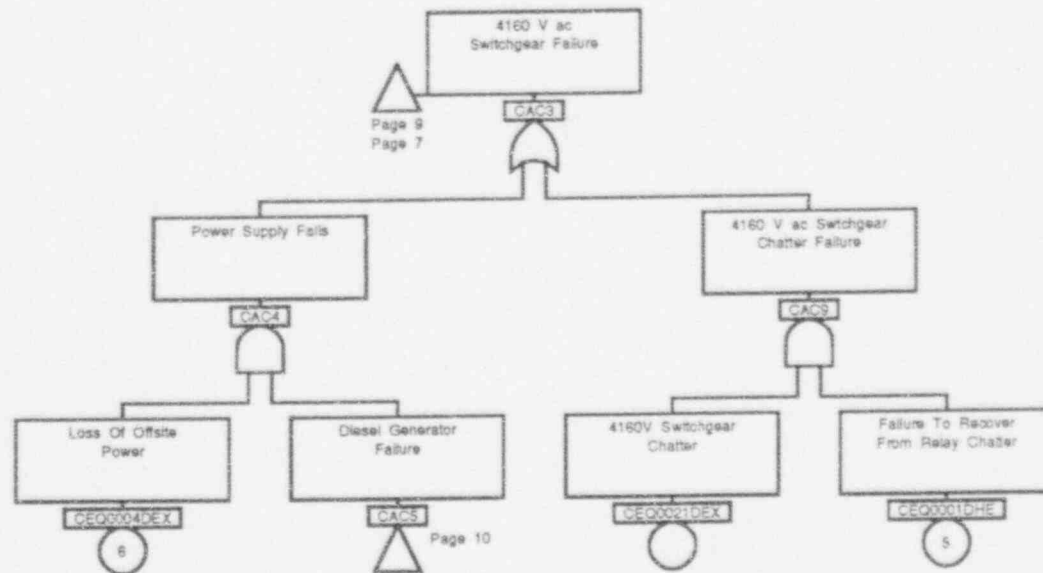 4160 V ac
Switchgear Failure
CAC3
Page 9
Page 7
Power Supply Fails
4160 V ac Switchgear
Chatter Failure
CAC4
CAC9
Loss Of Offsite
Power
Diesel Generator
Failure
4160V Switchgear
Chatter
Failure To Recover
From Relay Chatter
CEQ0004DEX
CAC5
CEQ0021DEX
CEQ0001DHE
6
Page 10
5